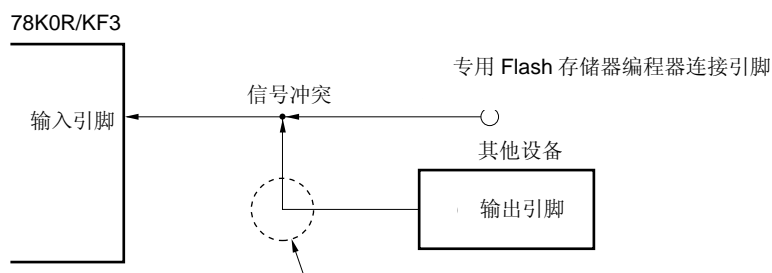 78K0R/KF3
专用 Flash 存储器编程器连接引脚
信号冲突
输入引脚
其他设备
输出引脚